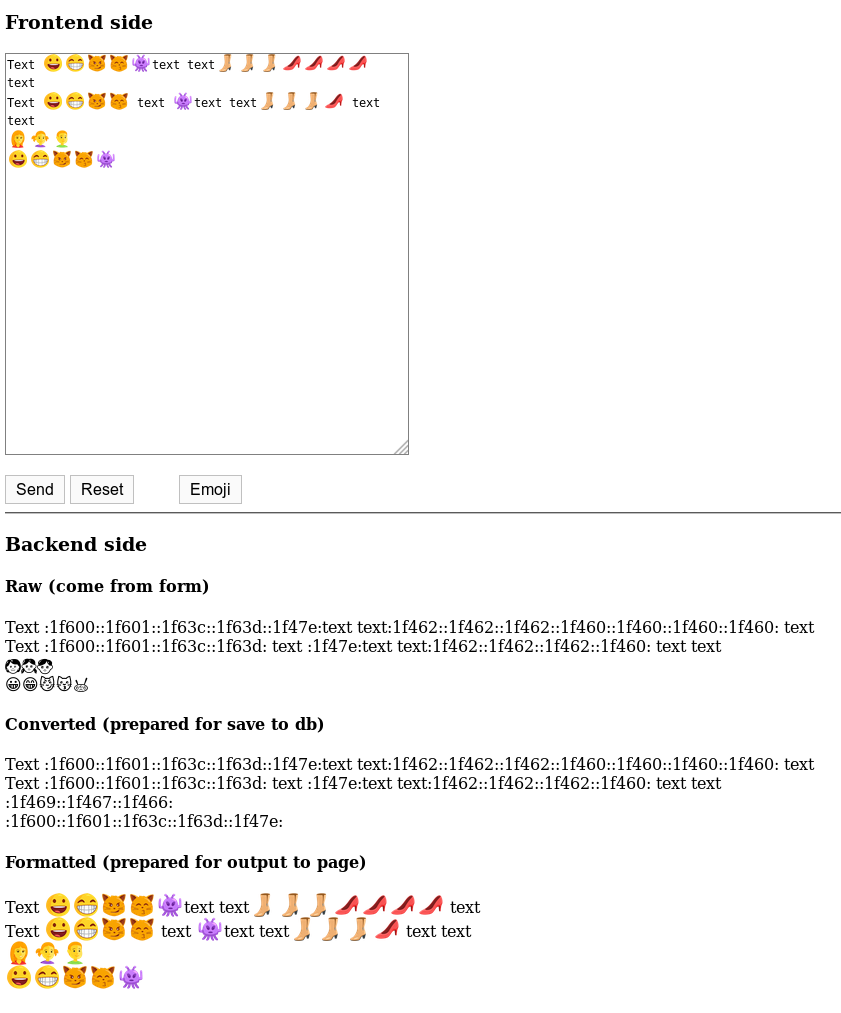 Frontend side
Text 😀😁😼😽👾text text👢👢👢👠👠👠👠
text
Text 😀😁😼😽 text 👾text text👢👢👢👠 text
text
👩👧👦
😀😁😼😽👾
Send Reset Emoji
Backend side
Raw (come from form)
Text :1f600::1f601::1f63c::1f63d::1f47e:text text:1f462::1f462::1f462::1f460::1f460::1f460::1f460: text
Text :1f600::1f601::1f63c::1f63d: text :1f47e:text text:1f462::1f462::1f462::1f460: text text
👩👧👦
😀😁😼😽👾
Converted (prepared for save to db)
Text :1f600::1f601::1f63c::1f63d::1f47e:text text:1f462::1f462::1f462::1f460::1f460::1f460::1f460: text
Text :1f600::1f601::1f63c::1f63d: text :1f47e:text text:1f462::1f462::1f462::1f460: text text
:1f469::1f467::1f466:
:1f600::1f601::1f63c::1f63d::1f47e:
Formatted (prepared for output to page)
Text 😀😁😼😽👾text text👢👢👢👠👠👠👠 text
Text 😀😁😼😽 text 👾text text👢👢👢👠 text text
👩👧👦
😀😁😼😽👾